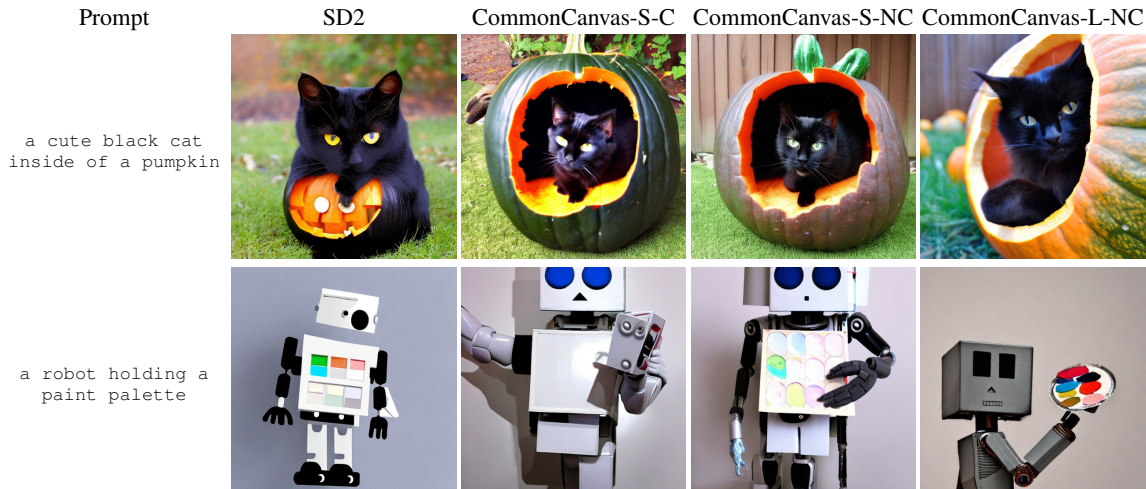 Prompt SD2 CommonCanvas-S-C CommonCanvas-S-NC CommonCanvas-L-NC
a cute black cat
inside of a pumpkin
a robot holding a
paint palette